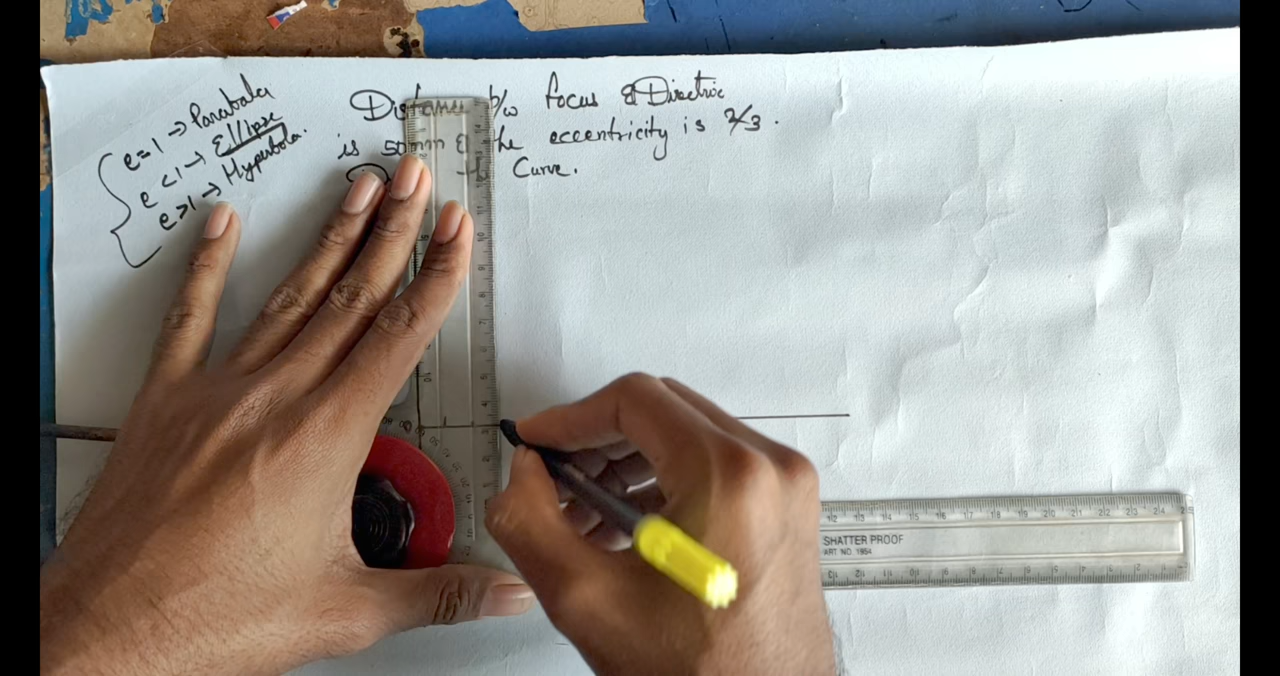 e=1 → Parabola
e<1 → Ellipse
e>1 → Hyperbola.
Distance b/w focus & Directric
is 50mm & the eccentricity is 2/3.
Curve.
SHATTER PROOF
ART NO. 1954